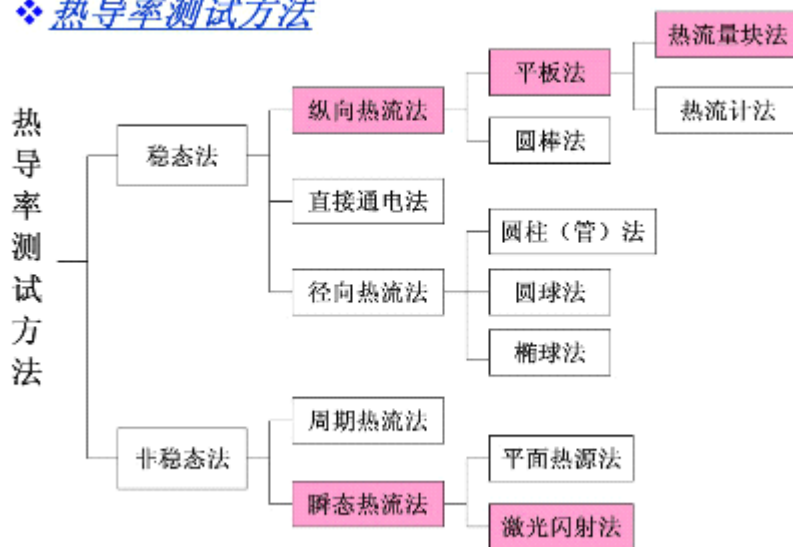 ❖ 热导率测试方法
热导率测试方法
稳态法
纵向热流法
平板法
热流量块法
热流计法
圆棒法
直接通电法
径向热流法
圆柱（管）法
圆球法
椭球法
非稳态法
周期热流法
瞬态热流法
平面热源法
激光闪射法